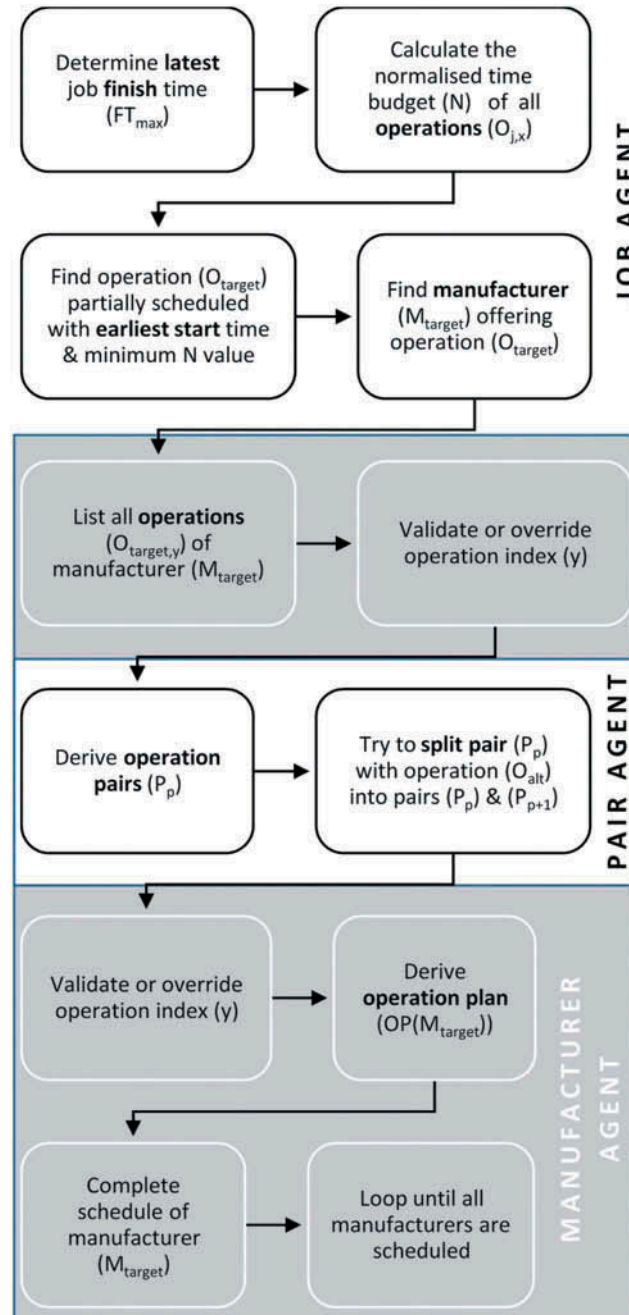 Determine latest
job finish time
(FTmax)
Calculate the
normalised time
budget (N) of all
operations (Oj,x)
JOB AGENT
Find operation (Otarget)
partially scheduled
with earliest start time
& minimum N value
Find manufacturer
(Mtarget) offering
operation (Otarget)
List all operations
(Otarget,y) of
manufacturer (Mtarget)
Validate or override
operation index (y)
Derive operation
pairs (Pp)
Try to split pair (Pp)
with operation (Oalt)
into pairs (Pp) & (Pp+1)
PAIR AGENT
Validate or override
operation index (y)
Derive
operation plan
(OP(Mtarget))
Complete
schedule of
manufacturer
(Mtarget)
Loop until all
manufacturers are
scheduled
MANUFACTURER
AGENT